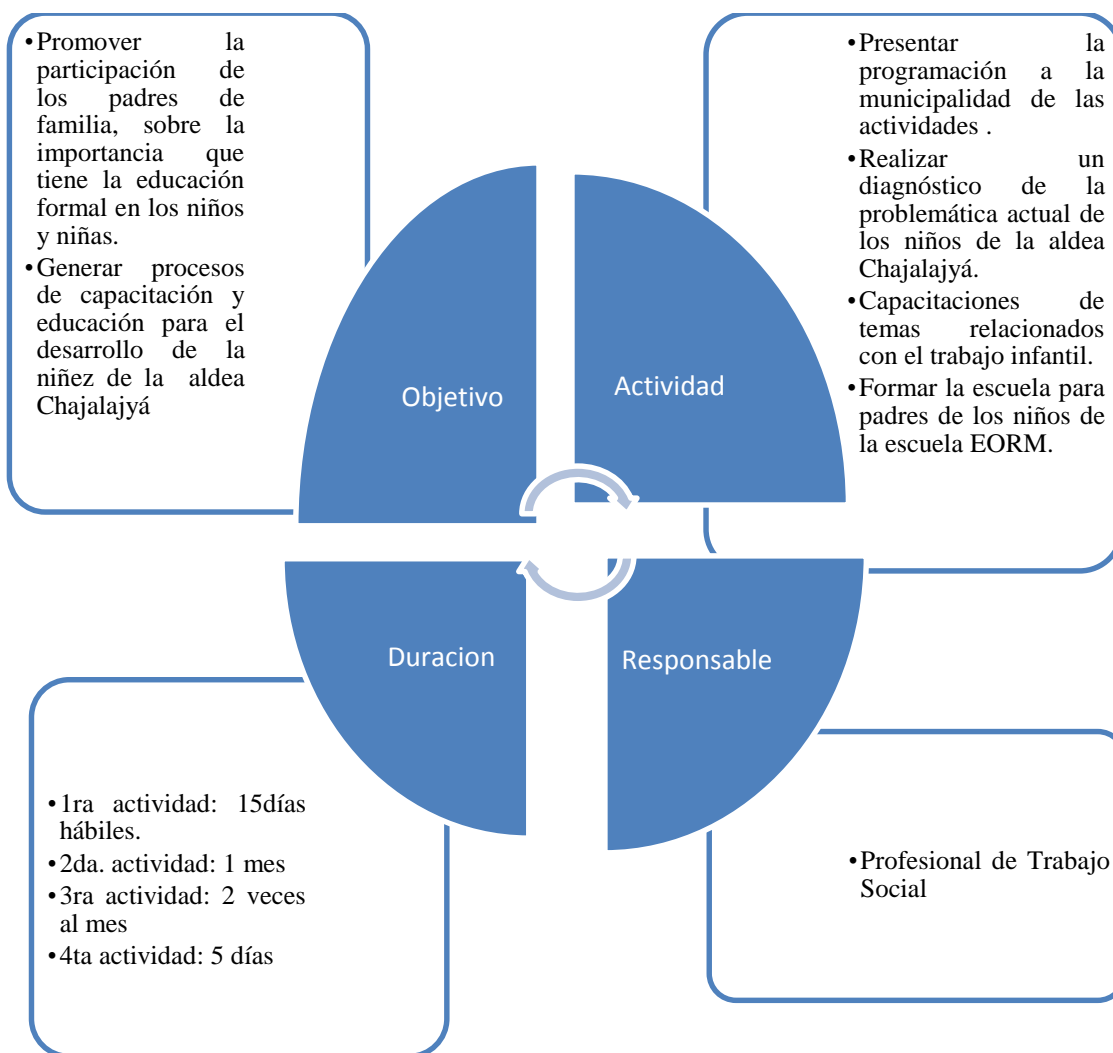 •Promover la
participación de
los padres de
familia, sobre la
importancia que
tiene la educación
formal en los niños
y niñas.
•Generar procesos
de capacitación y
educación para el
desarrollo de la
niñez de la aldea
Chajalajyá
•Presentar la
programación a la
municipalidad de las
actividades .
•Realizar un
diagnóstico de la
problemática actual de
los niños de la aldea
Chajalajyá.
•Capacitaciones de
temas relacionados
con el trabajo infantil.
•Formar la escuela para
padres de los niños de
la escuela EORM.
Objetivo
Actividad
Duracion
Responsable
•1ra actividad: 15días
hábiles.
•2da. actividad: 1 mes
•3ra actividad: 2 veces
al mes
•4ta actividad: 5 días
•Profesional de Trabajo
Social